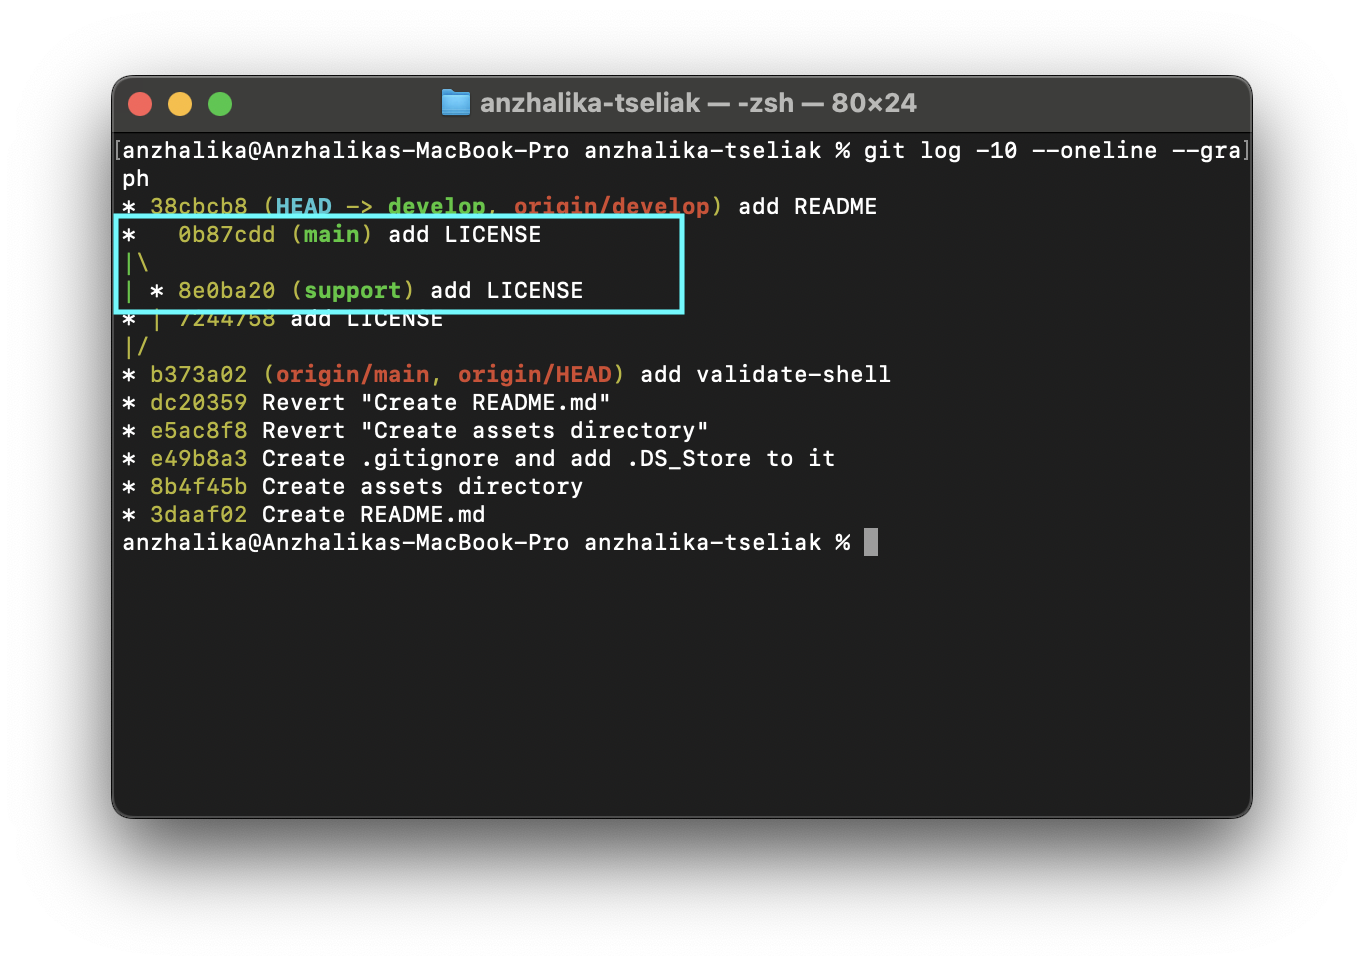 anzhalika-tseliak — -zsh — 80×24
[anzhalika@Anzhalikas-MacBook-Pro anzhalika-tseliak % git log -10 --oneline --gra]
ph
* 38cbcb8 (HEAD -> develop, origin/develop) add README
*   0b87cdd (main) add LICENSE
|\
| * 8e0ba20 (support) add LICENSE
* | 7244758 add LICENSE
|/
* b373a02 (origin/main, origin/HEAD) add validate-shell
* dc20359 Revert "Create README.md"
* e5ac8f8 Revert "Create assets directory"
* e49b8a3 Create .gitignore and add .DS_Store to it
* 8b4f45b Create assets directory
* 3daaf02 Create README.md
anzhalika@Anzhalikas-MacBook-Pro anzhalika-tseliak %